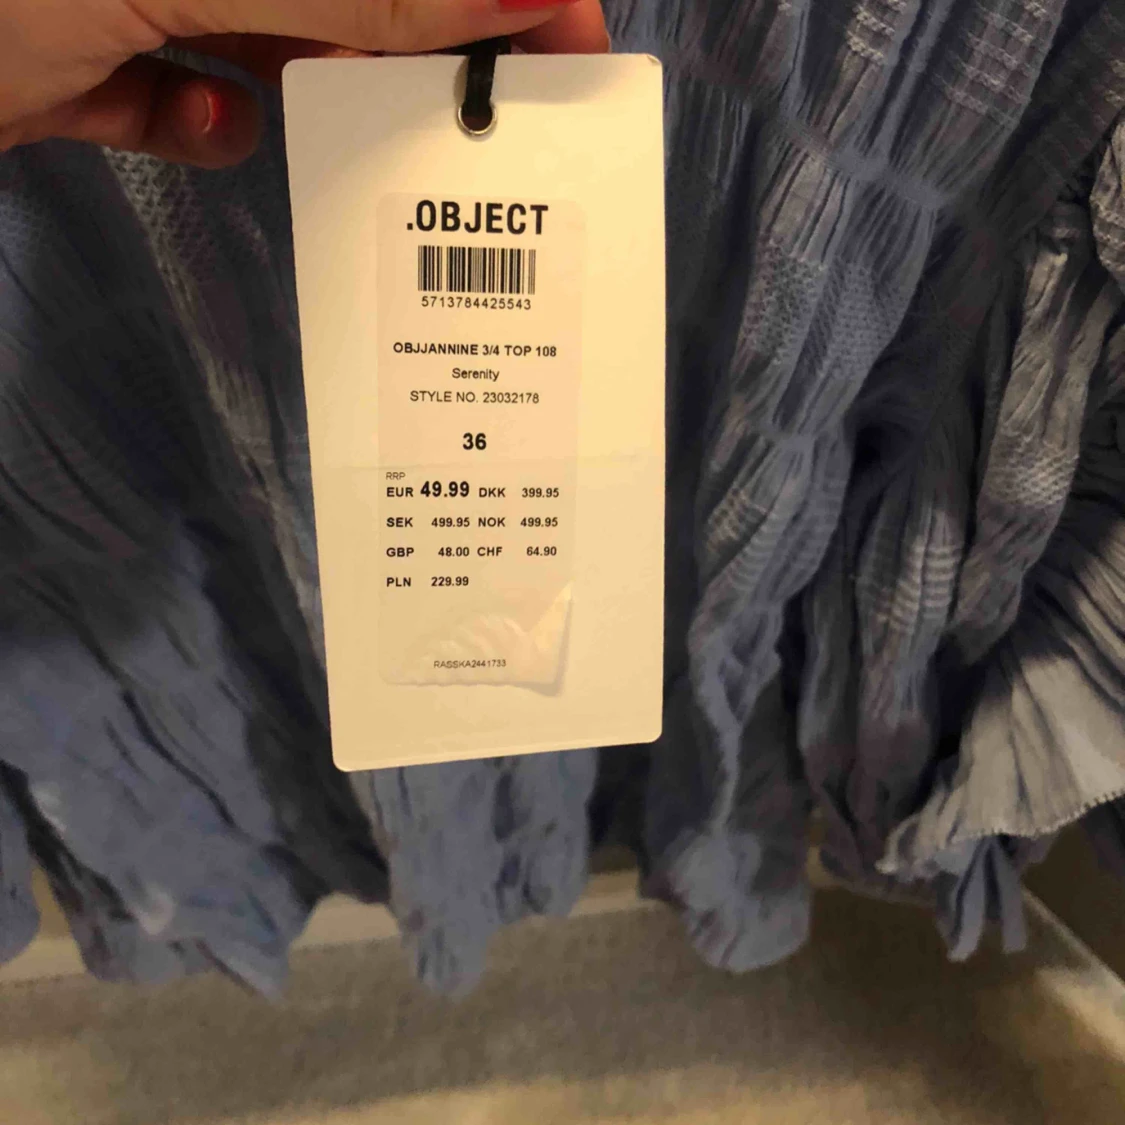 .OBJECT
5713784425543
OBJJANNINE 3/4 TOP 108
Serenity
STYLE NO. 23032178
36
RRP
EUR 49.99 DKK 399.95
SEK 499.95 NOK 499.95
GBP 48.00 CHF 64.90
PLN 229.99
RASSKA2441733